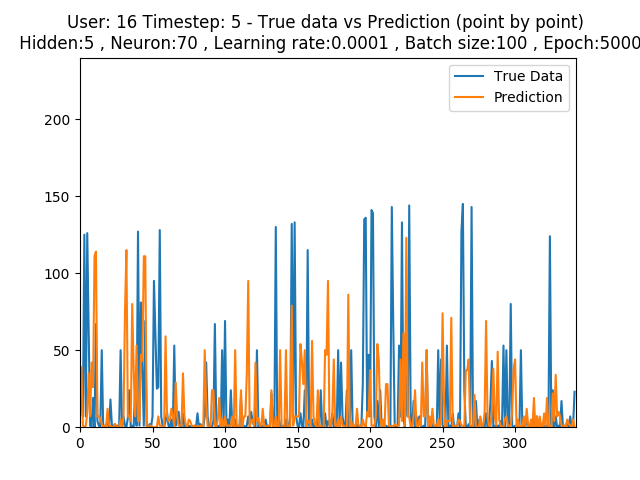 User: 16 Timestep: 5 - True data vs Prediction (point by point)
Hidden:5 , Neuron:70 , Learning rate:0.0001 , Batch size:100 , Epoch:5000
True Data
Prediction
200
150
100
50
0
0 50 100 150 200 250 300